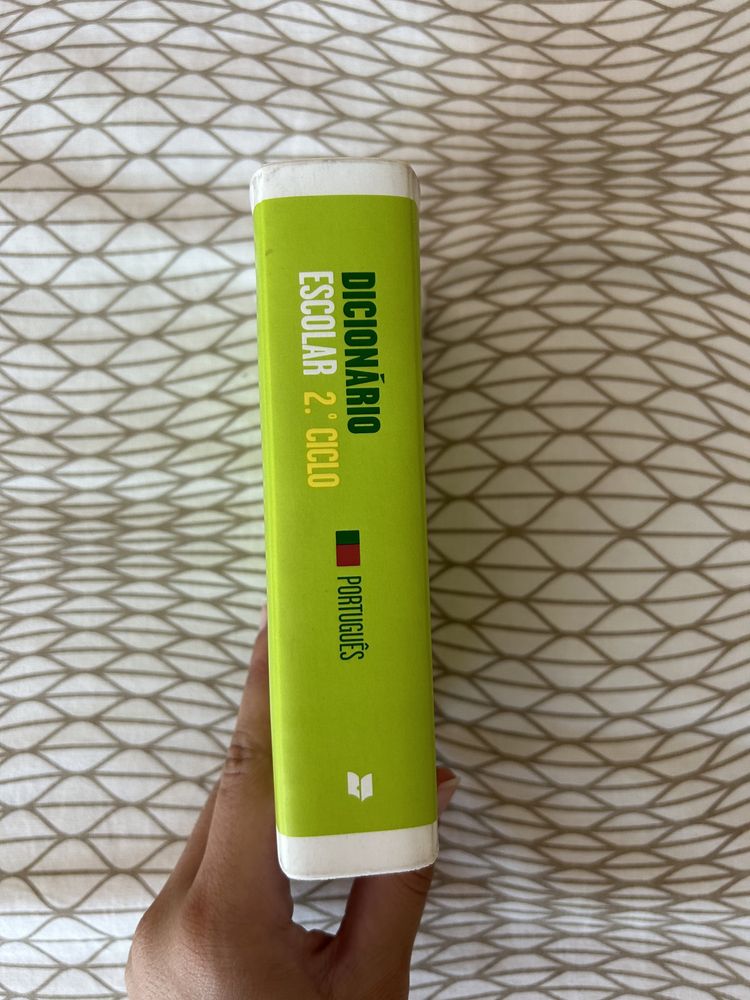 DICIONÁRIO
ESCOLAR 2.º CICLO
PORTUGUÊS